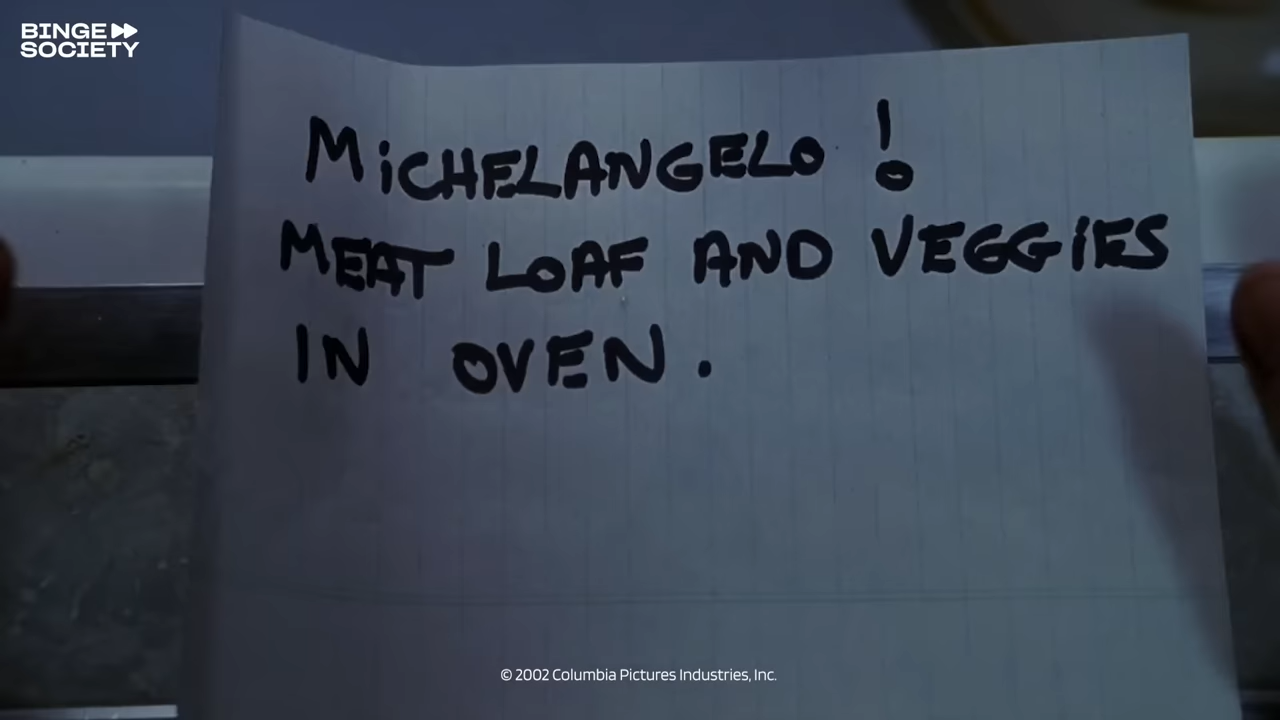 BINGE
SOCIETY
MiCHELANGELO !
MEAT LOAF AND VEGGiES
IN OVEN.
© 2002 Columbia Pictures Industries, Inc.